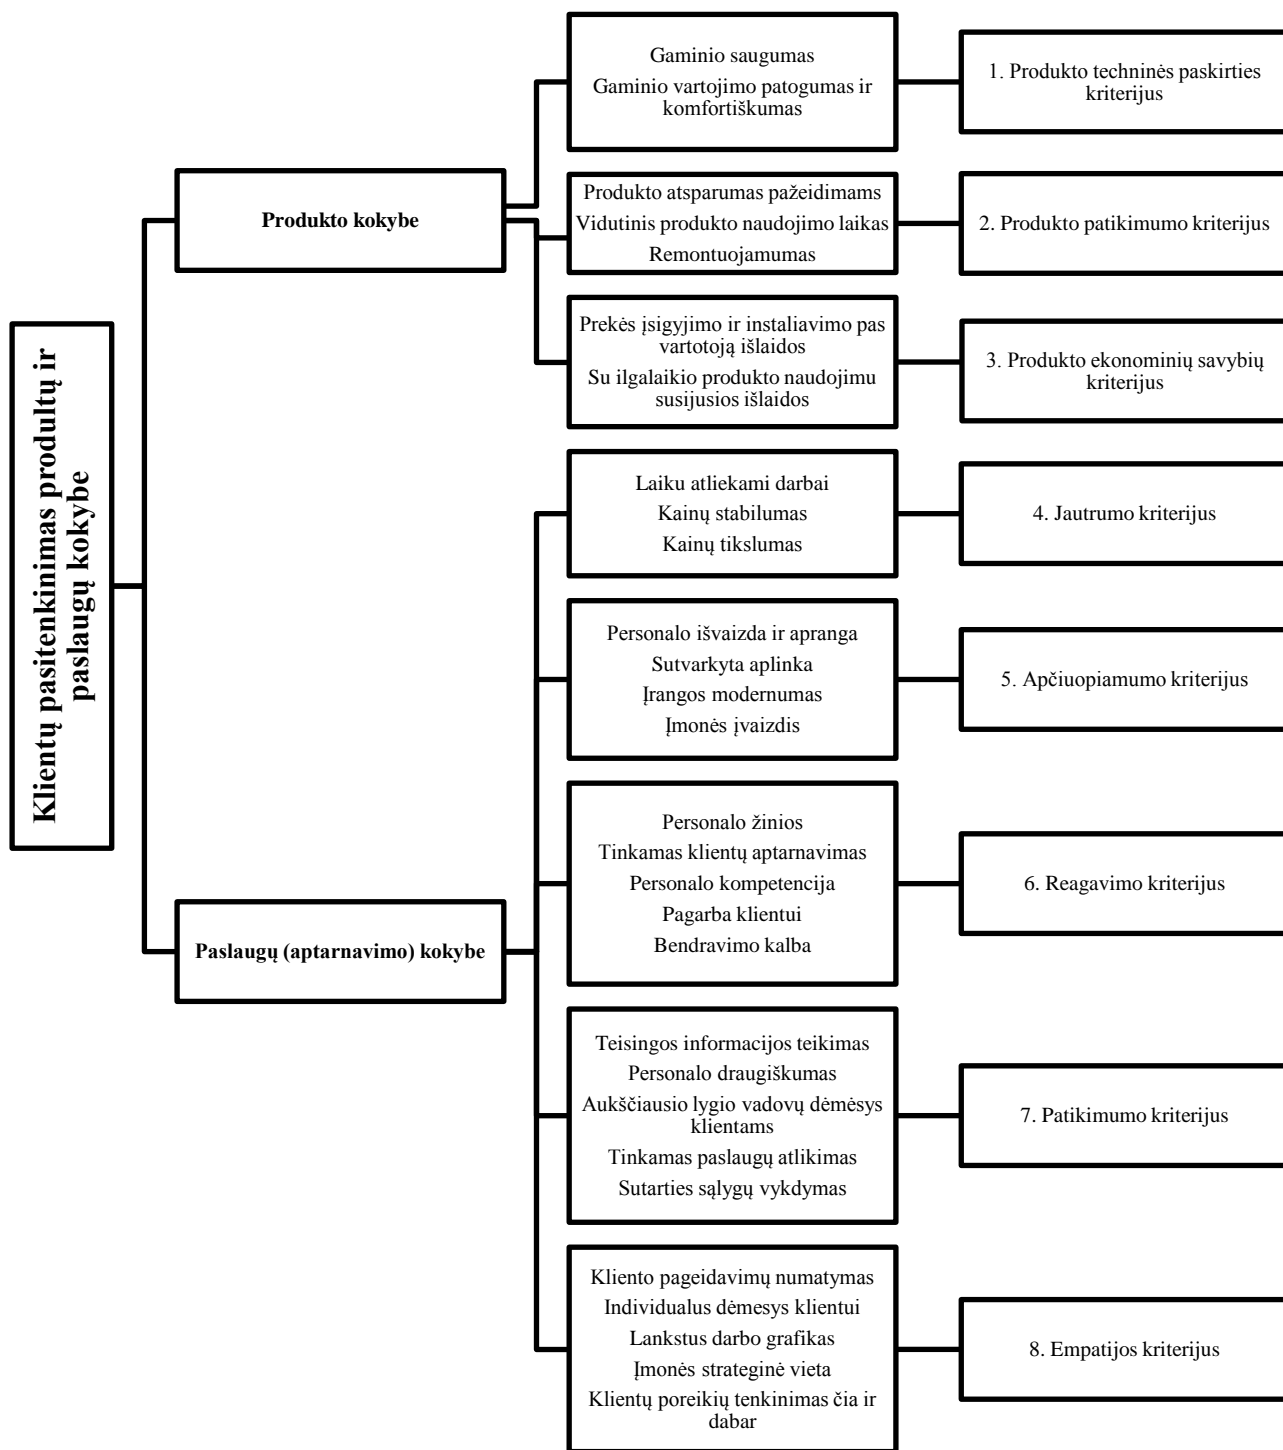 Klientų pasitenkinimas produltų ir
paslaugų kokybe
Produkto kokybe
Gaminio saugumas
Gaminio vartojimo patogumas ir
komfortiškumas
1. Produkto techninės paskirties
kriterijus
Produkto atsparumas pažeidimams
Vidutinis produkto naudojimo laikas
Remontuojamumas
2. Produkto patikimumo kriterijus
Prekės įsigyjimo ir instaliavimo pas
vartotoją išlaidos
Su ilgalaikio produkto naudojimu
susijusios išlaidos
3. Produkto ekonominių savybių
kriterijus
Paslaugų (aptarnavimo) kokybe
Laiku atliekami darbai
Kainų stabilumas
Kainų tikslumas
4. Jautrumo kriterijus
Personalo išvaizda ir apranga
Sutvarkyta aplinka
Įrangos modernumas
Įmonės įvaizdis
5. Apčiuopiamumo kriterijus
Personalo žinios
Tinkamas klientų aptarnavimas
Personalo kompetencija
Pagarba klientui
Bendravimo kalba
6. Reagavimo kriterijus
Teisingos informacijos teikimas
Personalo draugiškumas
Aukščiausio lygio vadovų dėmėsys
klientams
Tinkamas paslaugų atlikimas
Sutarties sąlygų vykdymas
7. Patikimumo kriterijus
Kliento pageidavimų numatymas
Individualus dėmesys klientui
Lankstus darbo grafikas
Įmonės strateginė vieta
Klientų poreikių tenkinimas čia ir
dabar
8. Empatijos kriterijus